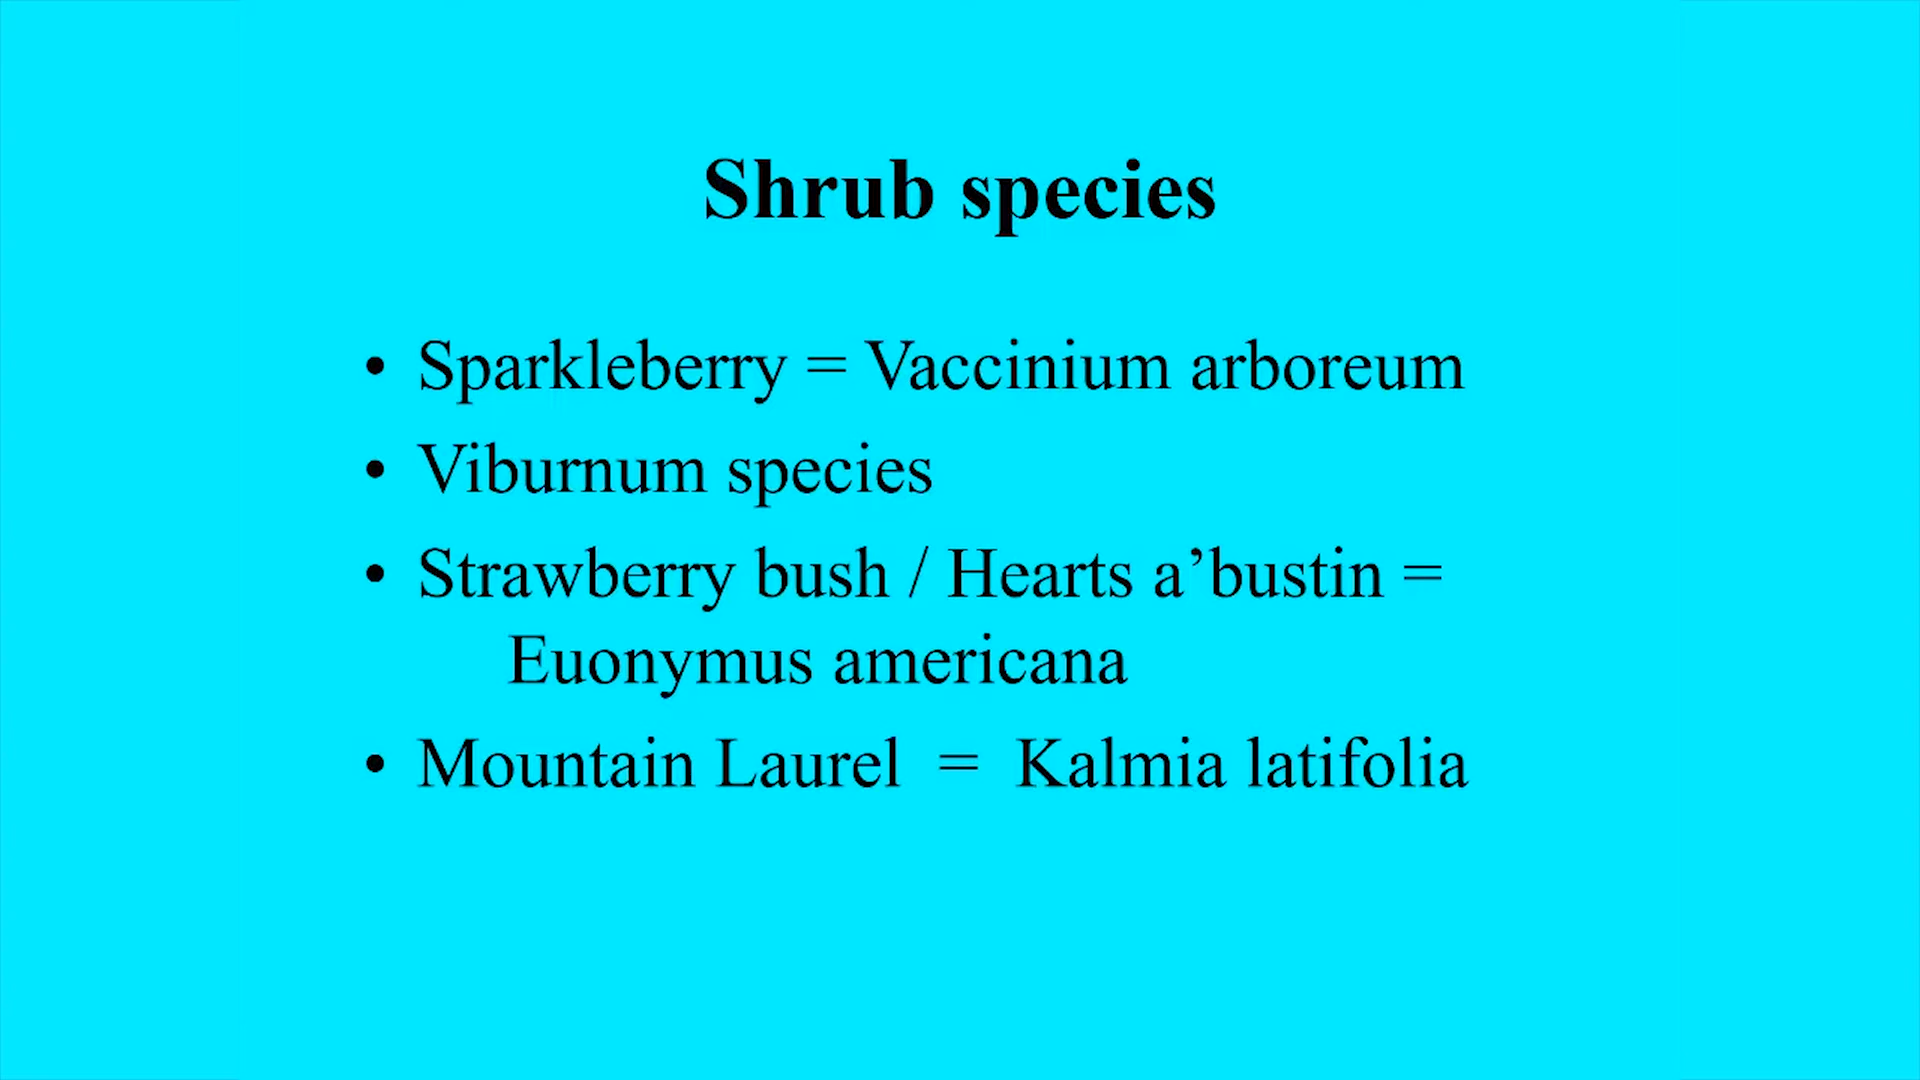 Shrub species
• Sparkleberry = Vaccinium arboreum
• Viburnum species
• Strawberry bush / Hearts a’bustin =
Euonymus americana
• Mountain Laurel = Kalmia latifolia